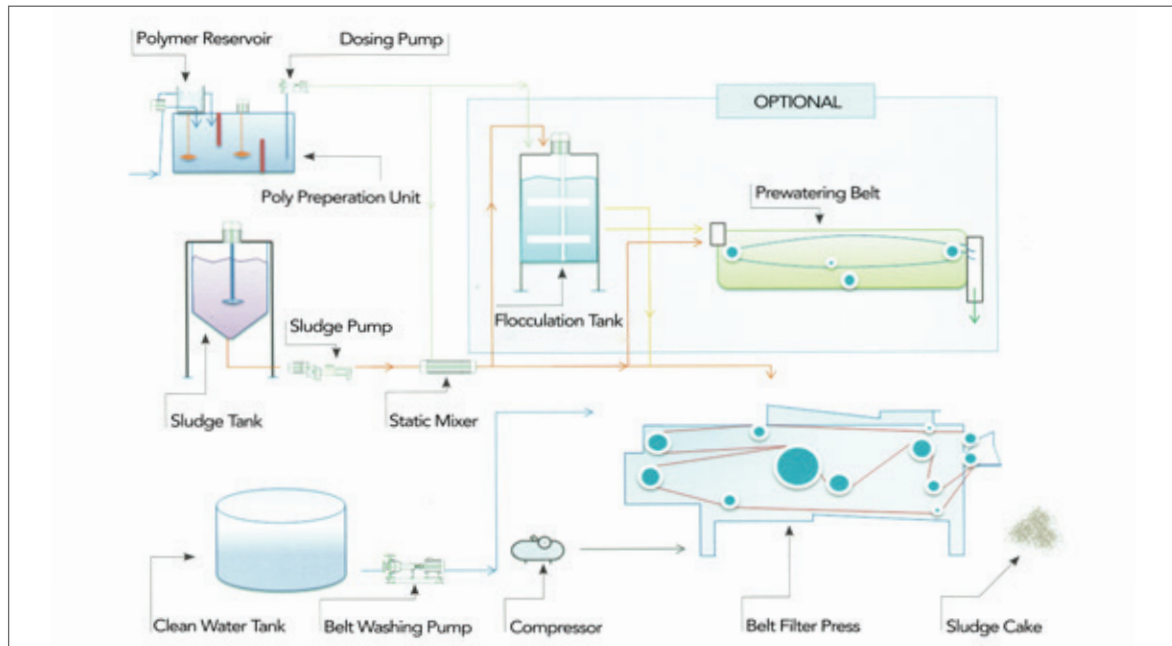 Polymer Reservoir
Dosing Pump
OPTIONAL
Poly Preperation Unit
Prewatering Belt
Sludge Pump
Flocculation Tank
Sludge Tank
Static Mixer
Clean Water Tank
Belt Washing Pump
Compressor
Belt Filter Press
Sludge Cake